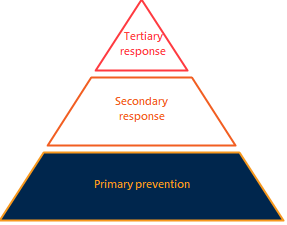 Tertiary
response
Secondary
response
Primary prevention